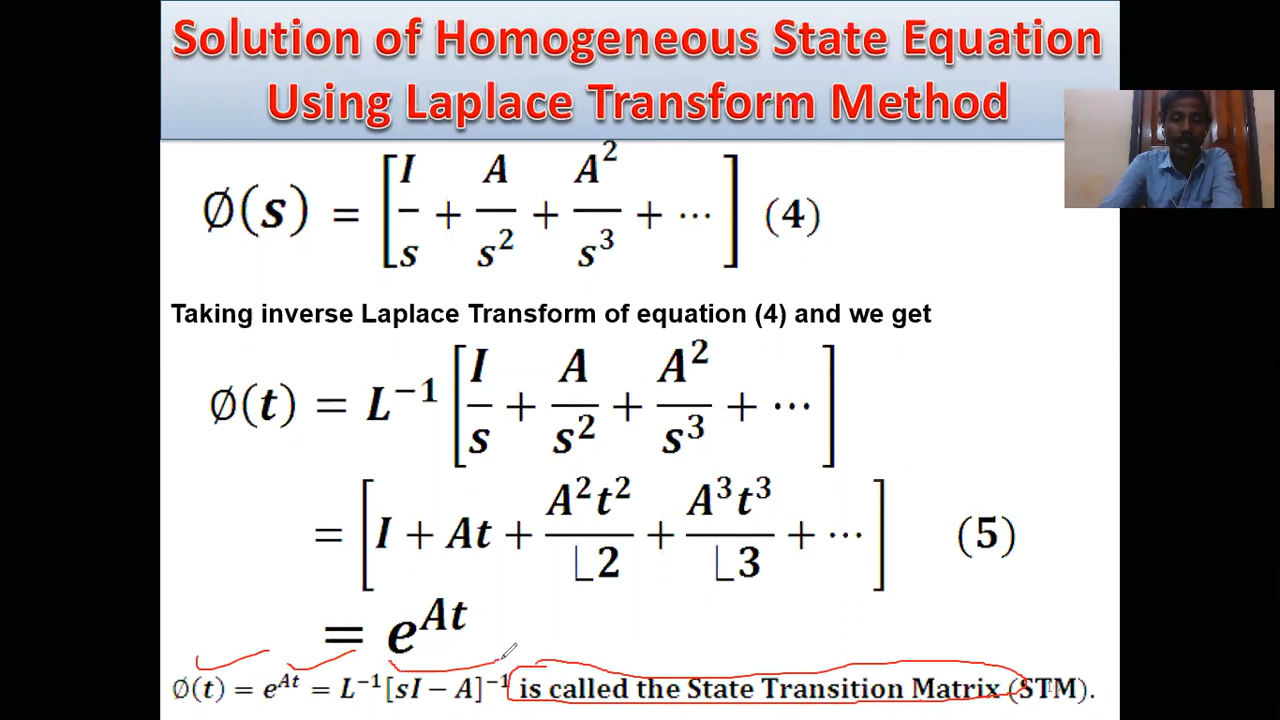 Solution of Homogeneous State Equation
Using Laplace Transform Method
∅(s) = [I/s + A/s² + A²/s³ + ⋯] (4)
Taking inverse Laplace Transform of equation (4) and we get
∅(t) = L⁻¹ [I/s + A/s² + A²/s³ + ⋯]
= [I + At + A²t²/⌊2 + A³t³/⌊3 + ⋯] (5)
= e^{At}
∅(t) = e^{At} = L⁻¹[sI − A]⁻¹ is called the State Transition Matrix (STM).